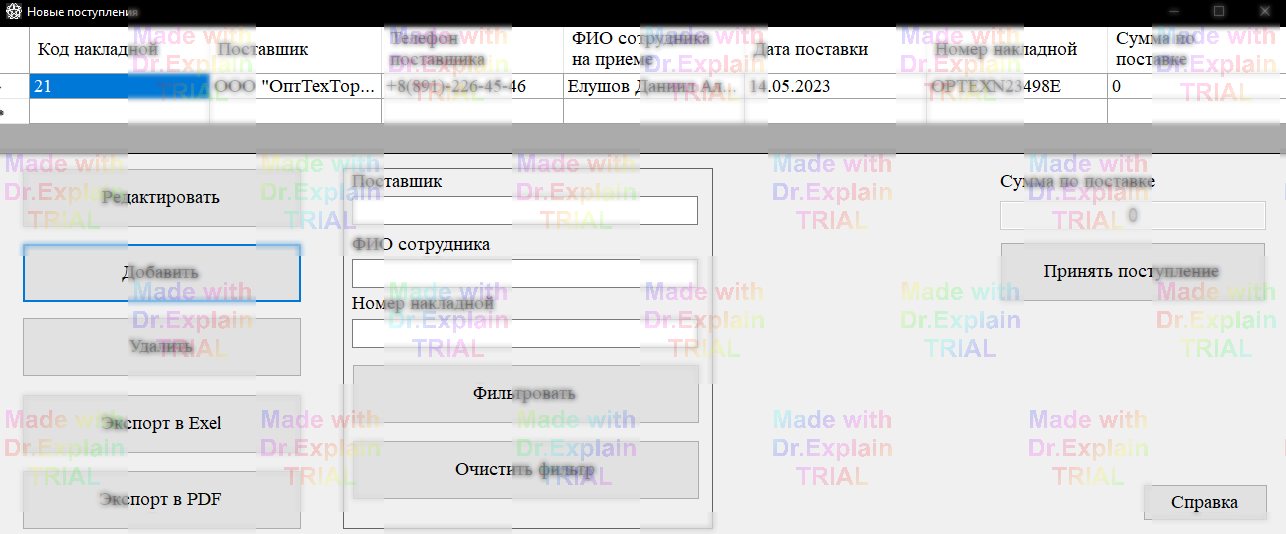 Новые поступления
Код накладной
Поставщик
Телефон
поставщика
ФИО сотрудника
на приеме
Дата поставки
Номер накладной
Сумма по
поставке
21
ООО "ОптТехТор...
+8(891)-226-45-46
Елушов Даниил Ал...
14.05.2023
OPTEXN23498E
0
Редактировать
Добавить
Удалить
Экспорт в Exel
Экспорт в PDF
Поставщик
ФИО сотрудника
Номер накладной
Фильтровать
Очистить фильтр
Сумма по поставке
0
Принять поступление
Справка
Made with
Dr.Explain
TRIAL